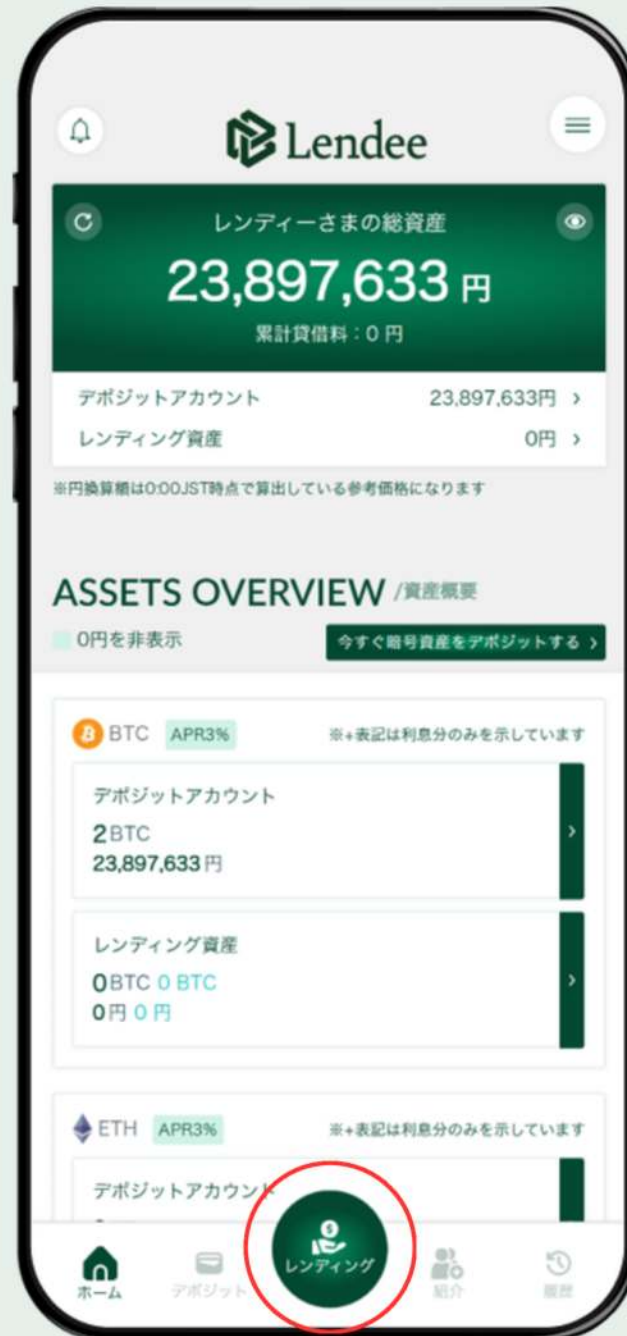 Lendee
レンディーさまの総資産
23,897,633 円
累計貸借料：0 円
デポジットアカウント 23,897,633円 >
レンディング資産 0円 >
※円換算額は0:00JST時点で算出している参考価格になります
ASSETS OVERVIEW /資産概要
0円を非表示 今すぐ暗号資産をデポジットする >
BTC APR3% ※+表記は利息分のみを示しています
デポジットアカウント
2BTC
23,897,633円
レンディング資産
0BTC 0 BTC
0円 0 円
ETH APR3% ※+表記は利息分のみを示しています
デポジットアカウント
ホーム デポジット レンディング 紹介 履歴